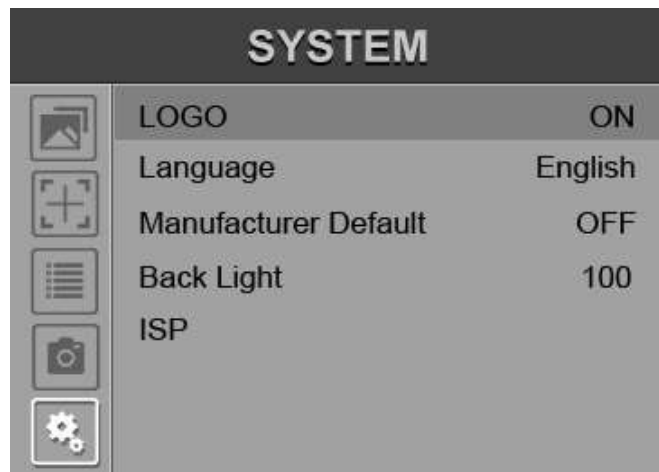 SYSTEM
LOGO ON
Language English
Manufacturer Default OFF
Back Light 100
ISP